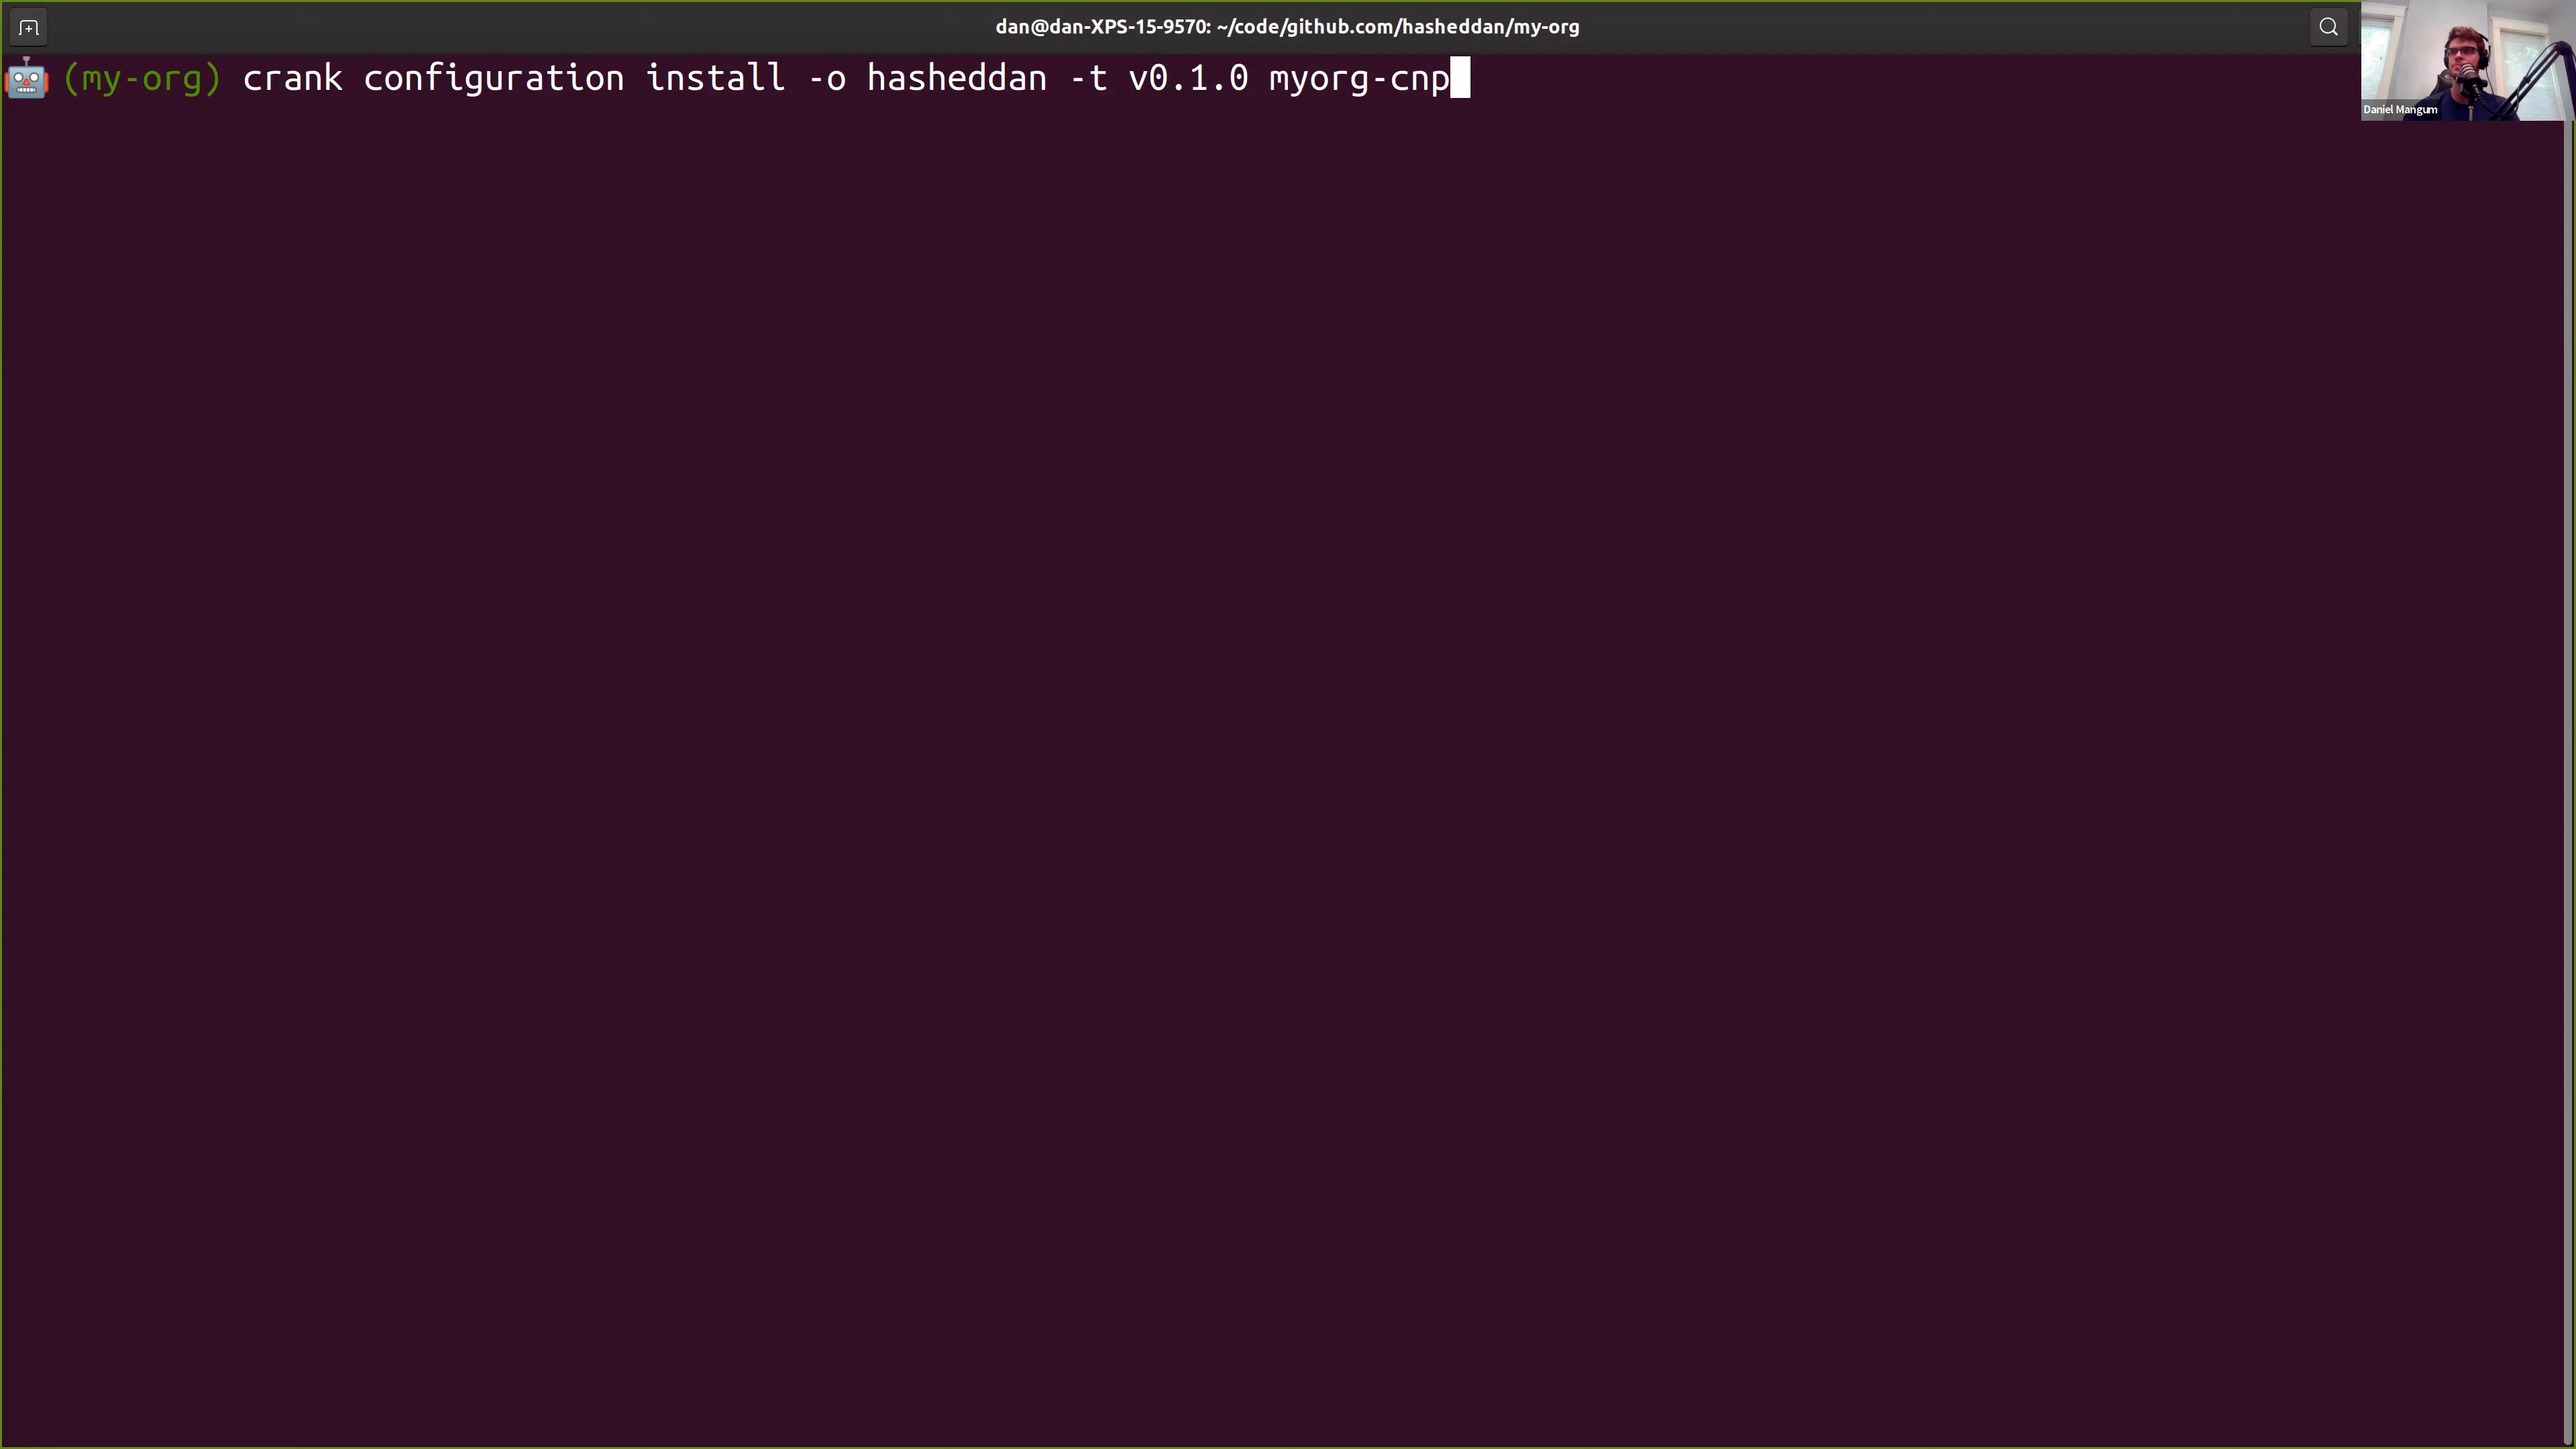 dan@dan-XPS-15-9570: ~/code/github.com/hasheddan/my-org
(my-org) crank configuration install -o hasheddan -t v0.1.0 myorg-cnp
Daniel Mangum